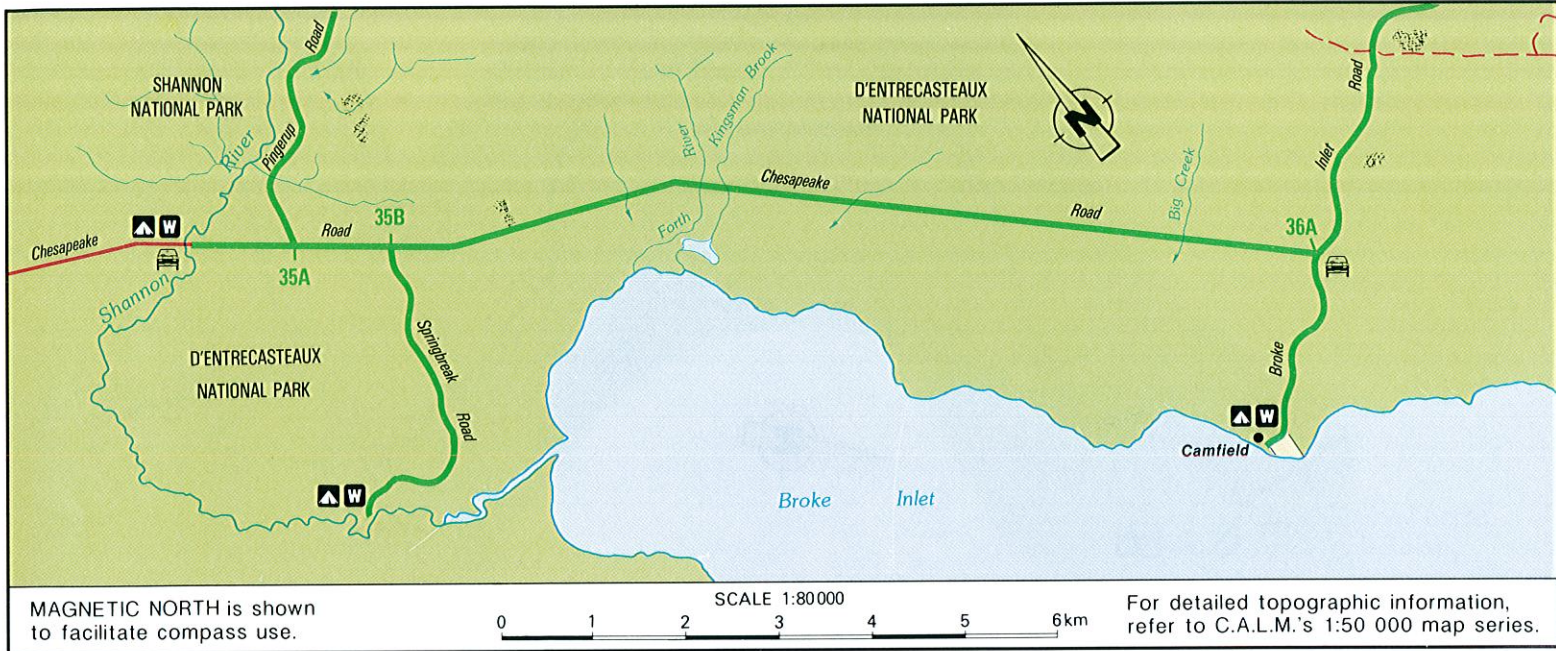 Road
SHANNON
NATIONAL PARK
River
Pingerup
Chesapeake
W
Shannon
35A
Road
35B
D'ENTRECASTEAUX
NATIONAL PARK
Springbreak
Road
W
River
Kingsman Brook
Forth
D'ENTRECASTEAUX
NATIONAL PARK
N
Chesapeake
Road
Big Creek
Road
Inlet
36A
Broke
W
Camfield
Broke Inlet
MAGNETIC NORTH is shown
to facilitate compass use.
SCALE 1:80000
0 1 2 3 4 5 6km
For detailed topographic information,
refer to C.A.L.M.'s 1:50 000 map series.